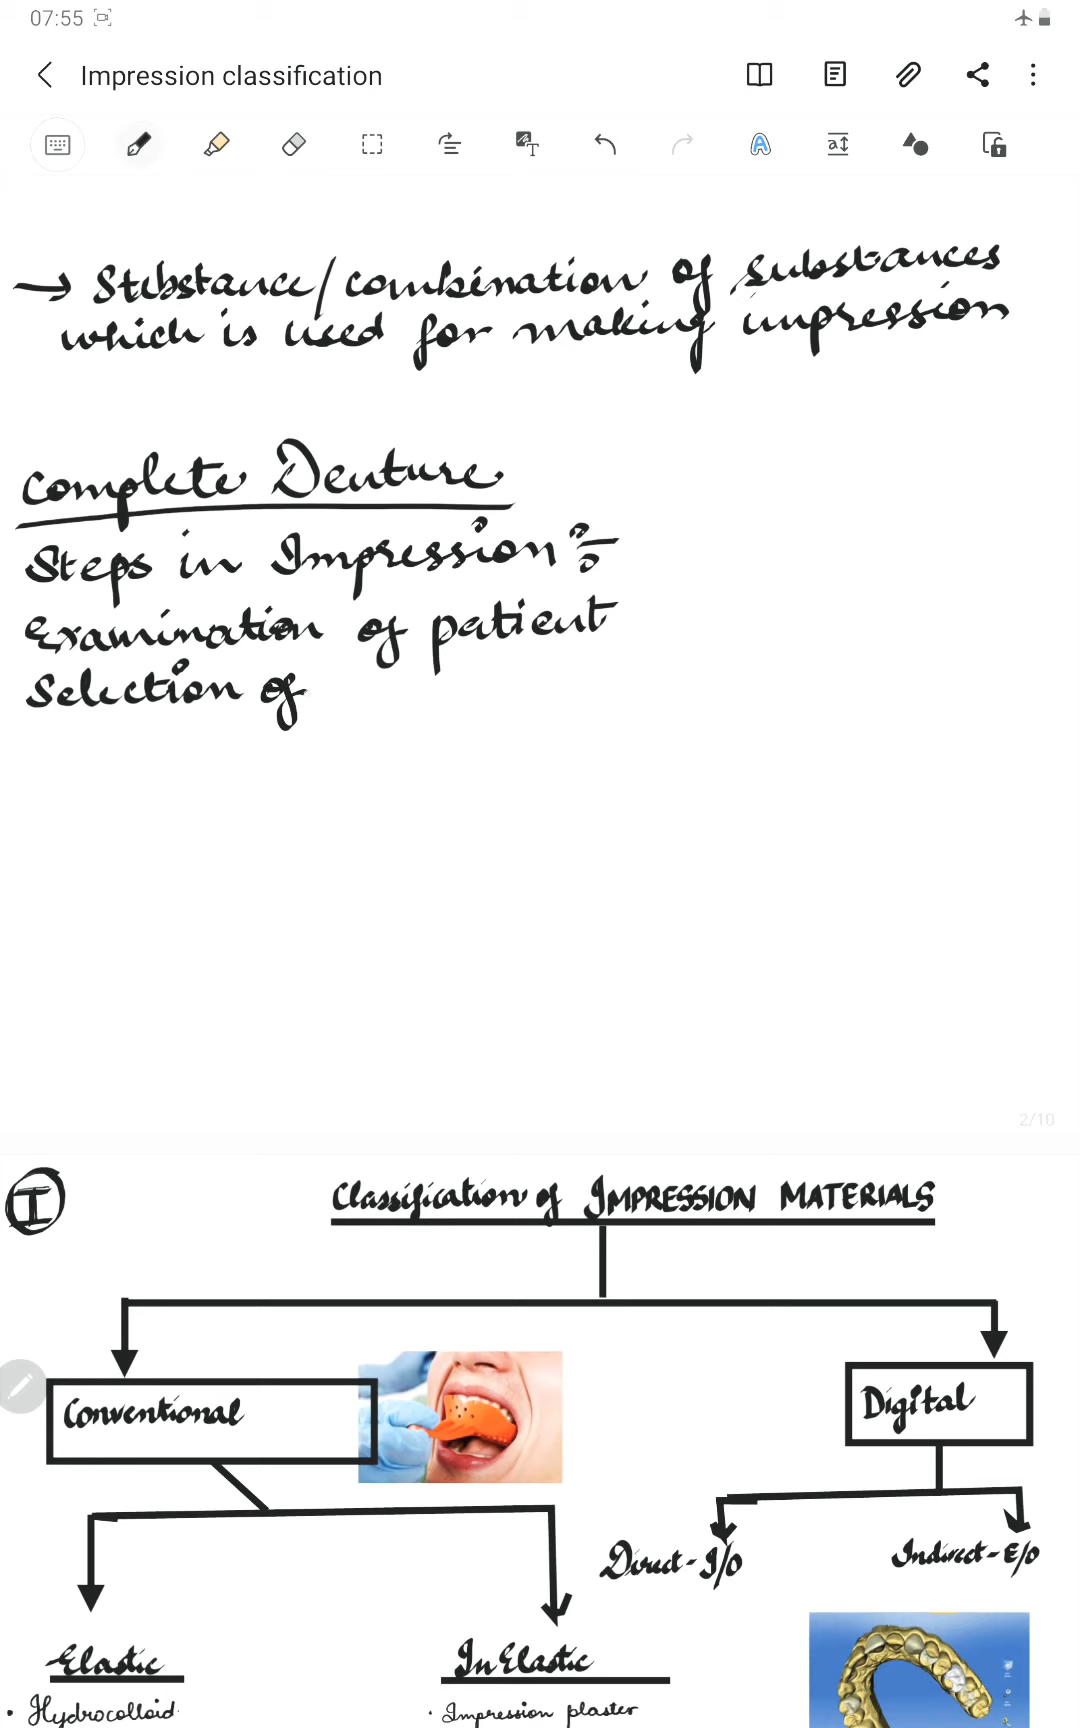 07:55
Impression classification
→ Substance/combination of substances
which is used for making impression
Complete Denture
Steps in Impression :-
Examination of patient
Selection of
2/10
I
Classification of IMPRESSION MATERIALS
Conventional
Digital
Direct - I/O
Indirect - E/O
Elastic
InElastic
• Hydrocolloid
• Impression plaster